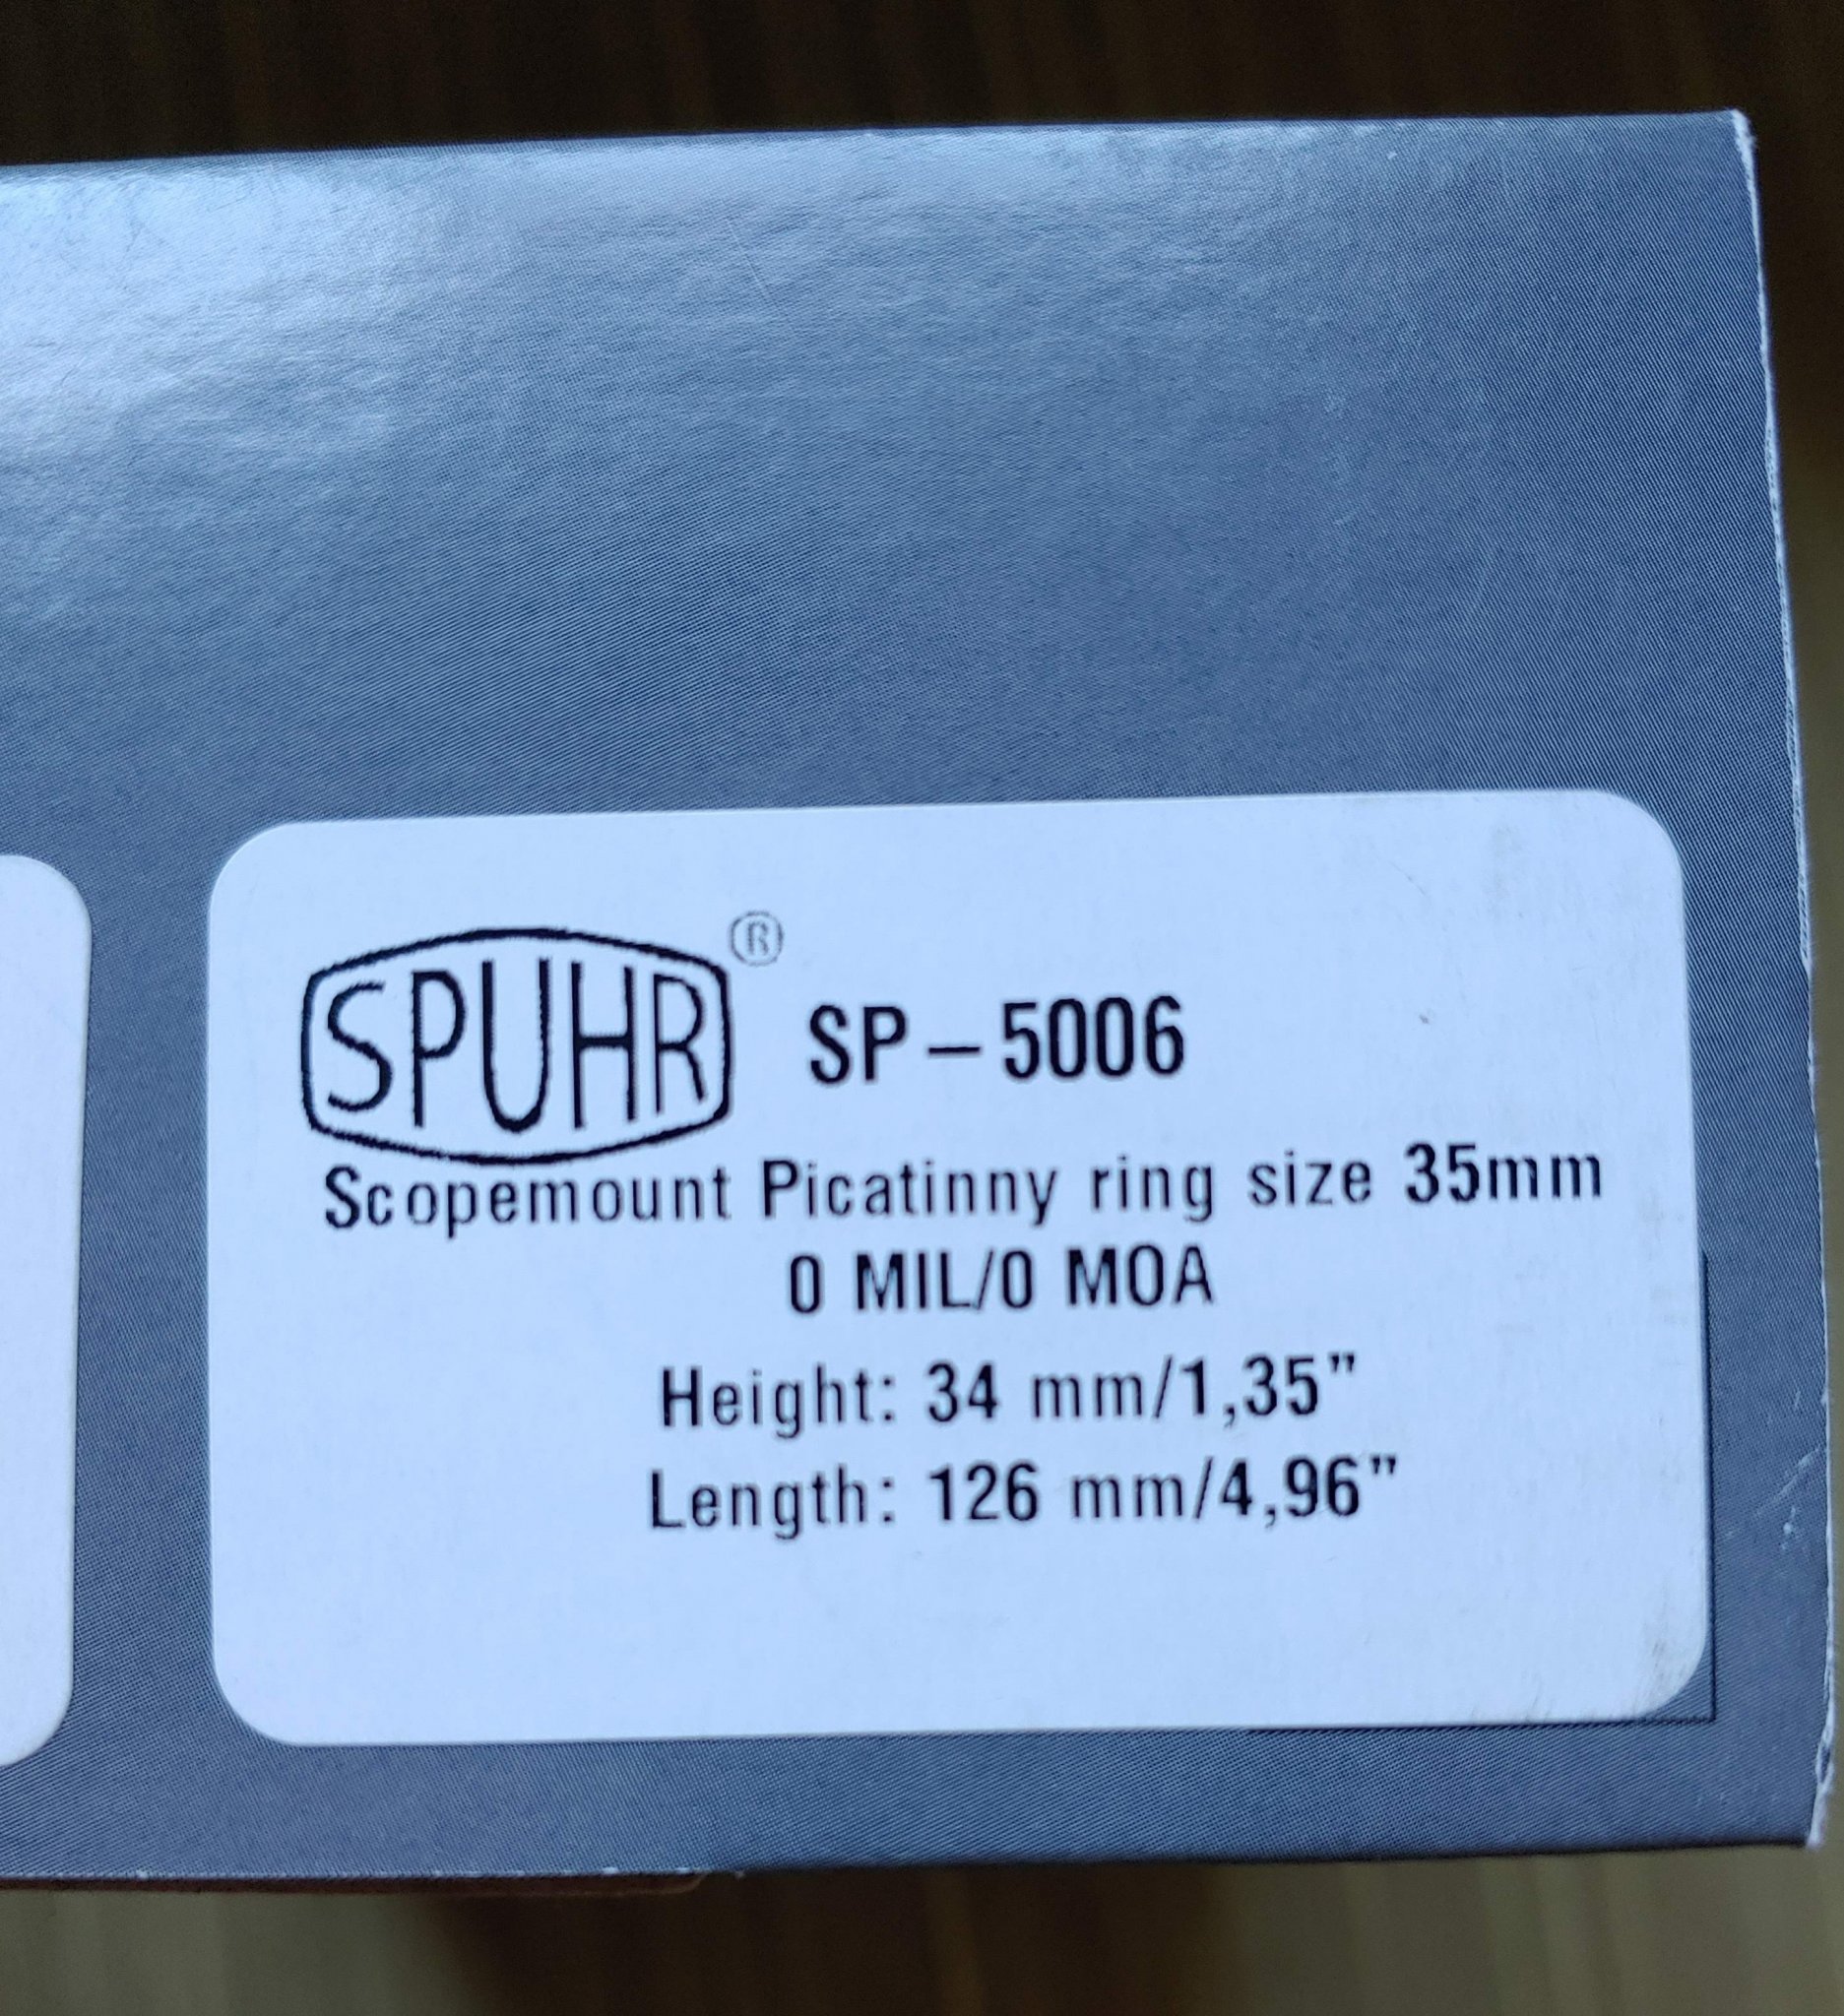 SPUHR ® SP-5006
Scopemount Picatinny ring size 35mm
0 MIL/0 MOA
Height: 34 mm/1,35"
Length: 126 mm/4,96"